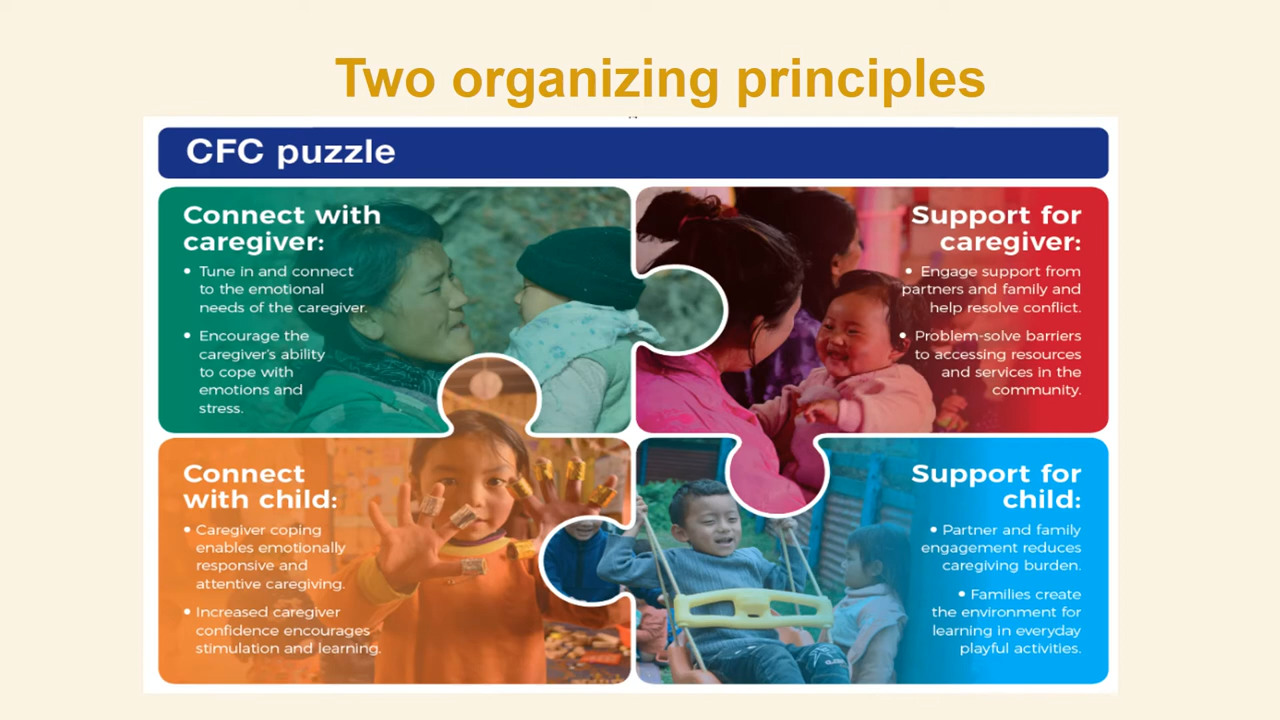 Two organizing principles
CFC puzzle
Connect with
caregiver:
• Tune in and connect
to the emotional
needs of the caregiver.
• Encourage the
caregiver's ability
to cope with
emotions and
stress.
Support for
caregiver:
• Engage support from
partners and family and
help resolve conflict.
• Problem-solve barriers
to accessing resources
and services in the
community.
Connect
with child:
• Caregiver coping
enables emotionally
responsive and
attentive caregiving.
• Increased caregiver
confidence encourages
stimulation and learning.
Support for
child:
• Partner and family
engagement reduces
caregiving burden.
• Families create
the environment for
learning in everyday
playful activities.